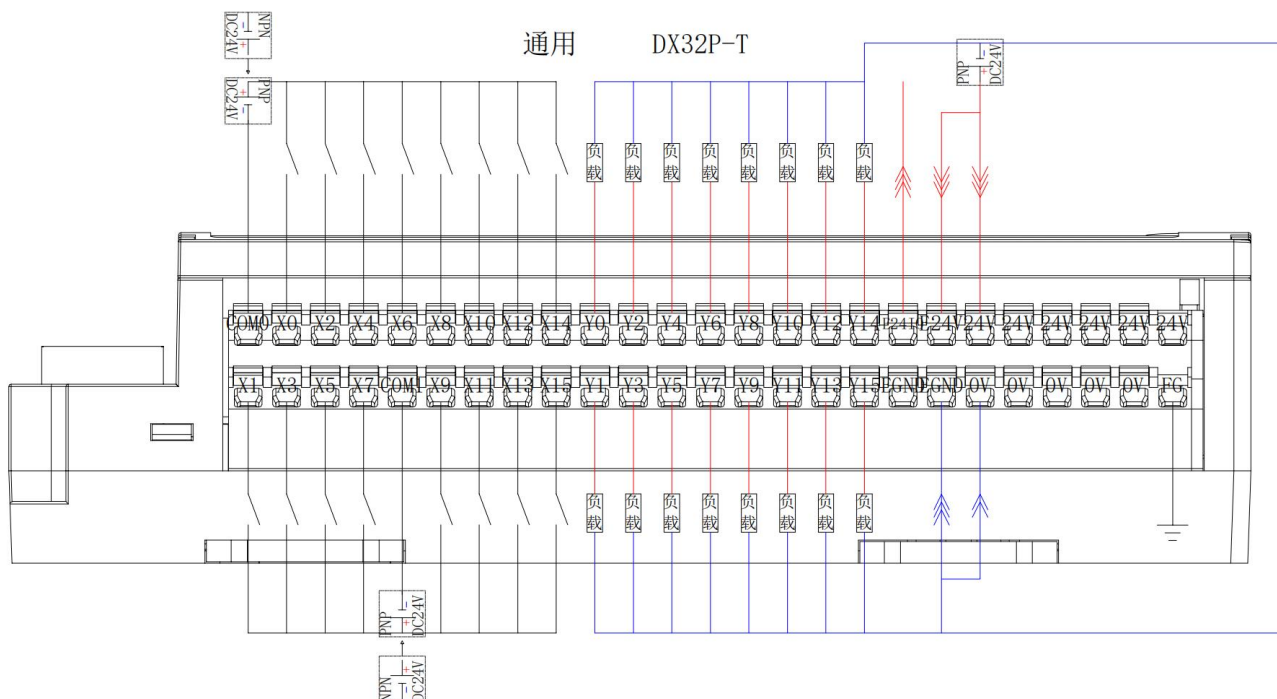 通用 DX32P-T
NPN
DC24V
PNP
DC24V
PNP
DC24V
负载 负载 负载 负载 负载 负载 负载 负载
COM0 X0 X2 X4 X6 X8 X10 X12 X14 Y0 Y2 Y4 Y6 Y8 Y10 Y12 Y14 E24V 24V 24V 24V 24V 24V 24V
X1 X3 X5 X7 COM1 X9 X11 X13 X15 Y1 Y3 Y5 Y7 Y9 Y11 Y13 Y15 EGND EGND 0V 0V 0V 0V 0V FG
负载 负载 负载 负载 负载 负载 负载 负载
PNP
DC24V
NPN
DC24V